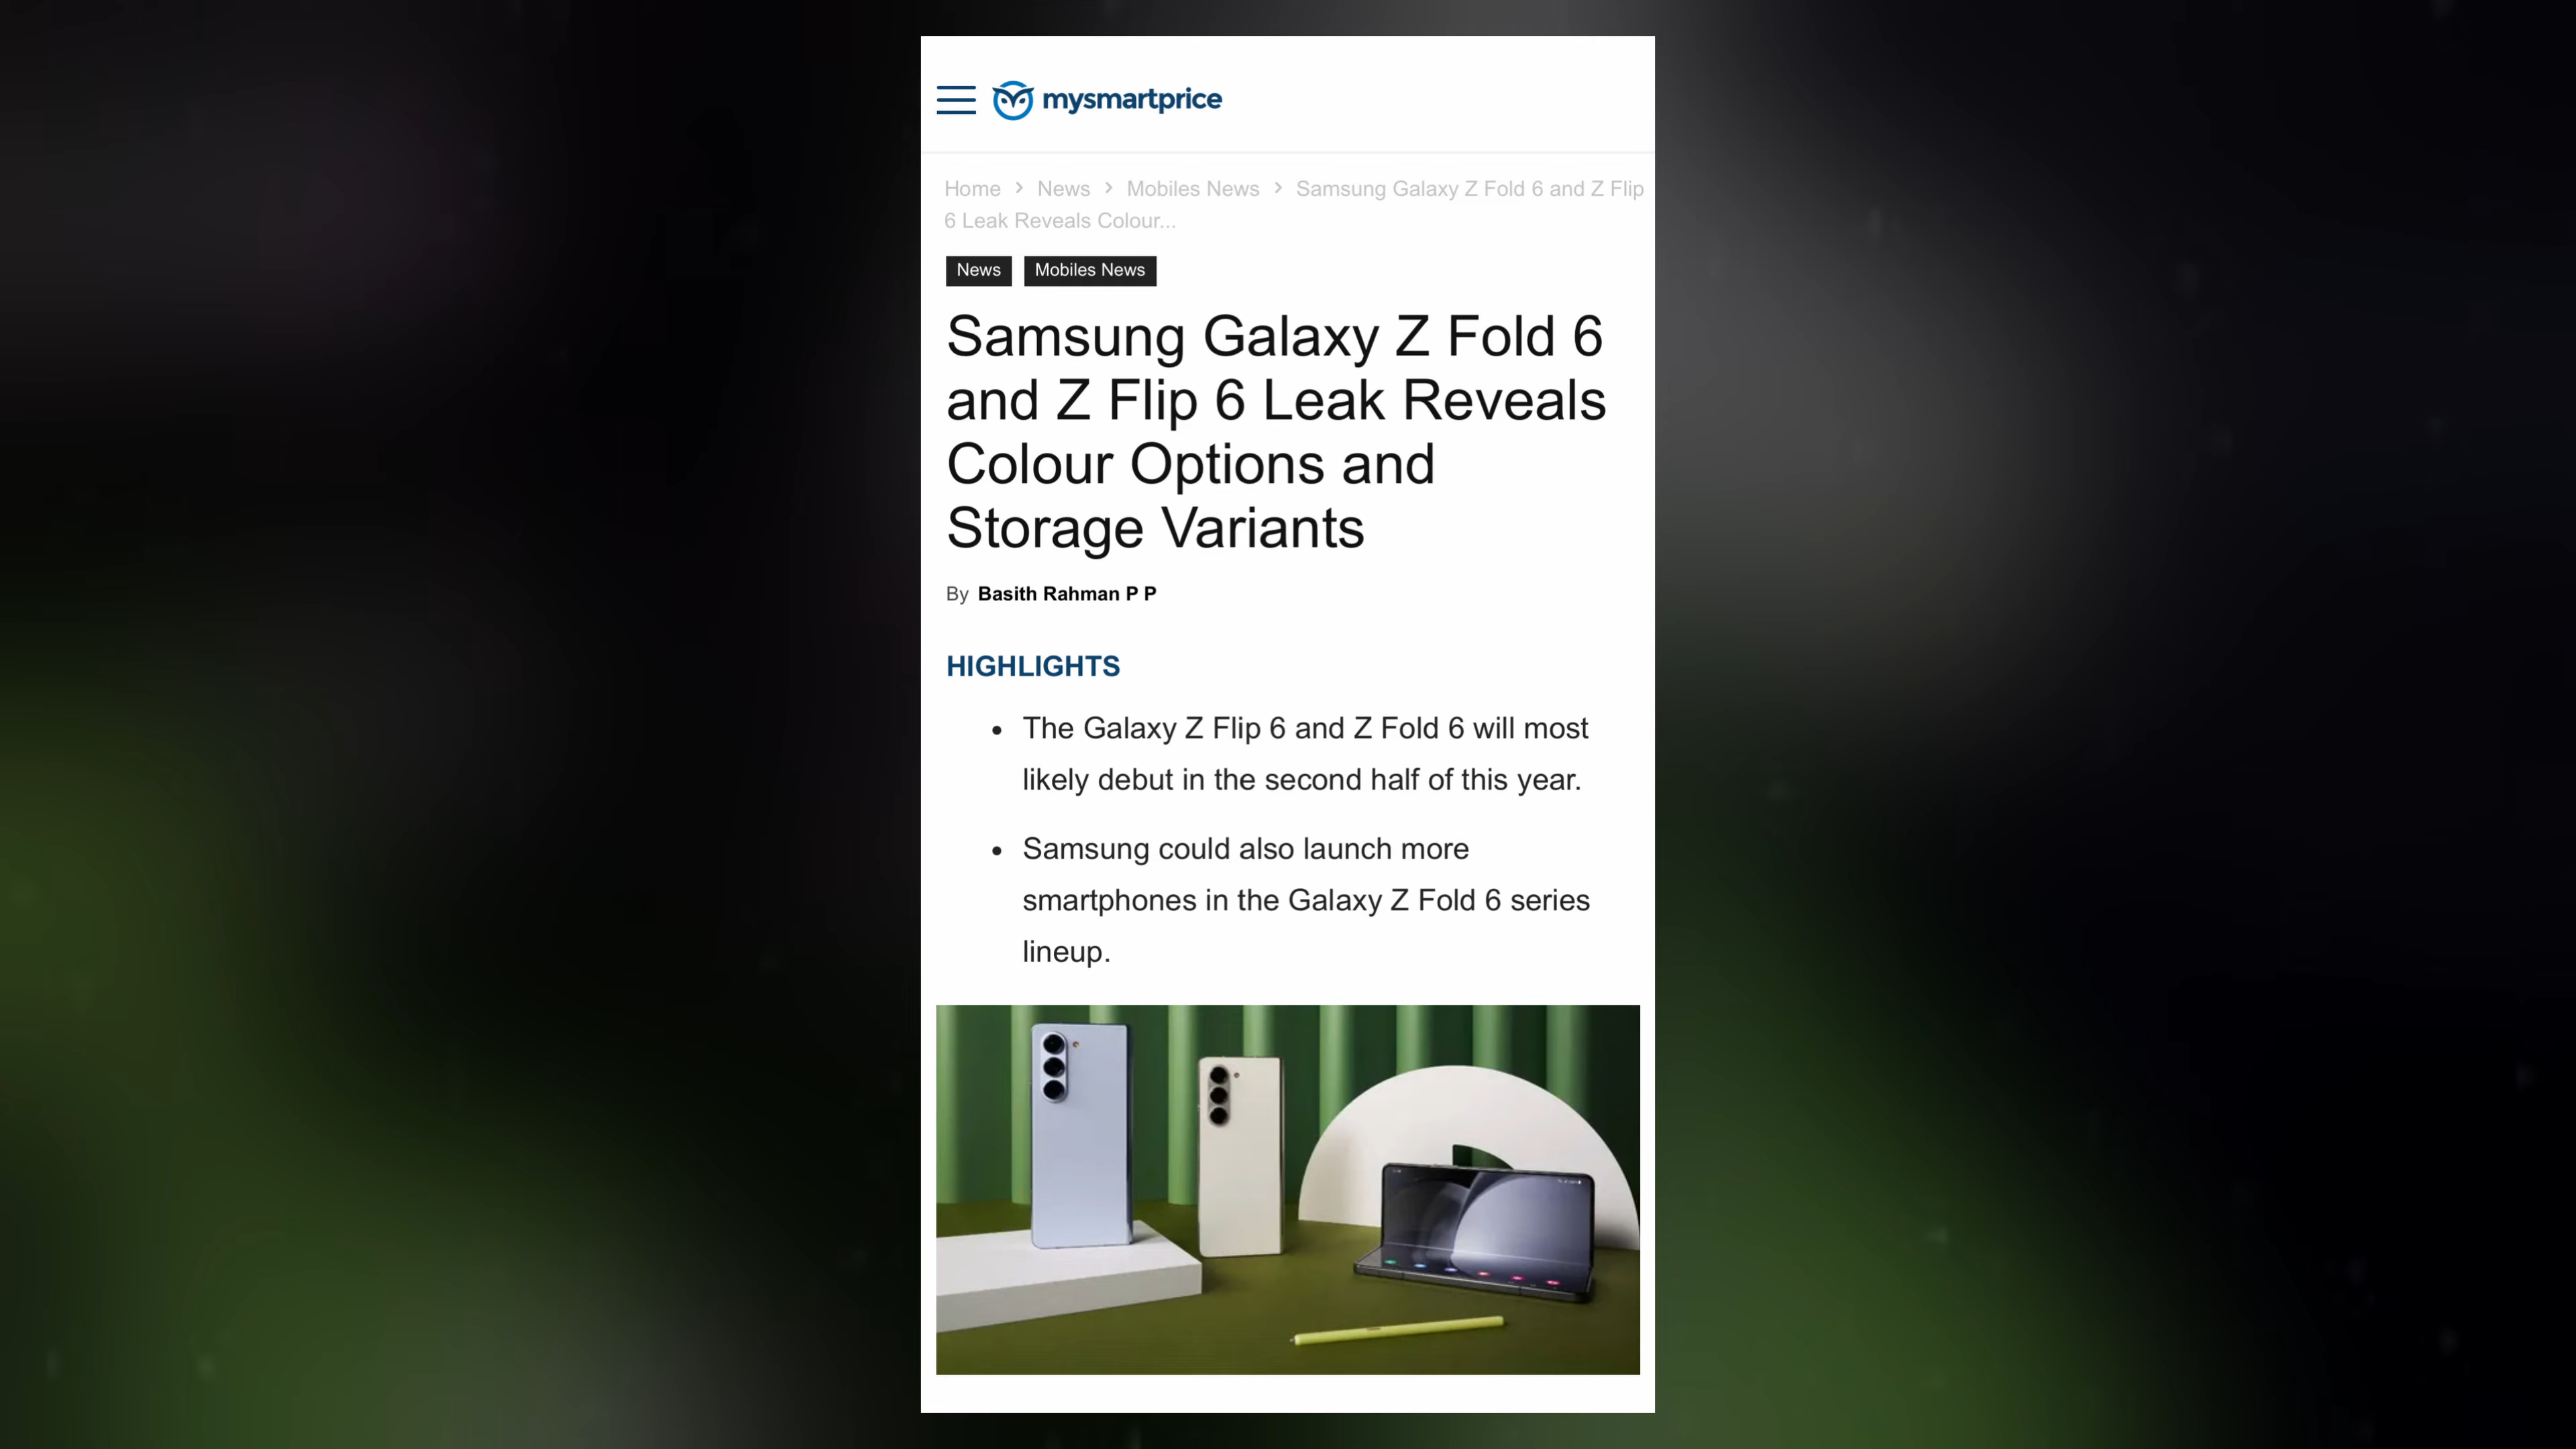 mysmartprice
Home > News > Mobiles News > Samsung Galaxy Z Fold 6 and Z Flip
6 Leak Reveals Colour...
News Mobiles News
Samsung Galaxy Z Fold 6
and Z Flip 6 Leak Reveals
Colour Options and
Storage Variants
By Basith Rahman P P
HIGHLIGHTS
• The Galaxy Z Flip 6 and Z Fold 6 will most
likely debut in the second half of this year.
• Samsung could also launch more
smartphones in the Galaxy Z Fold 6 series
lineup.